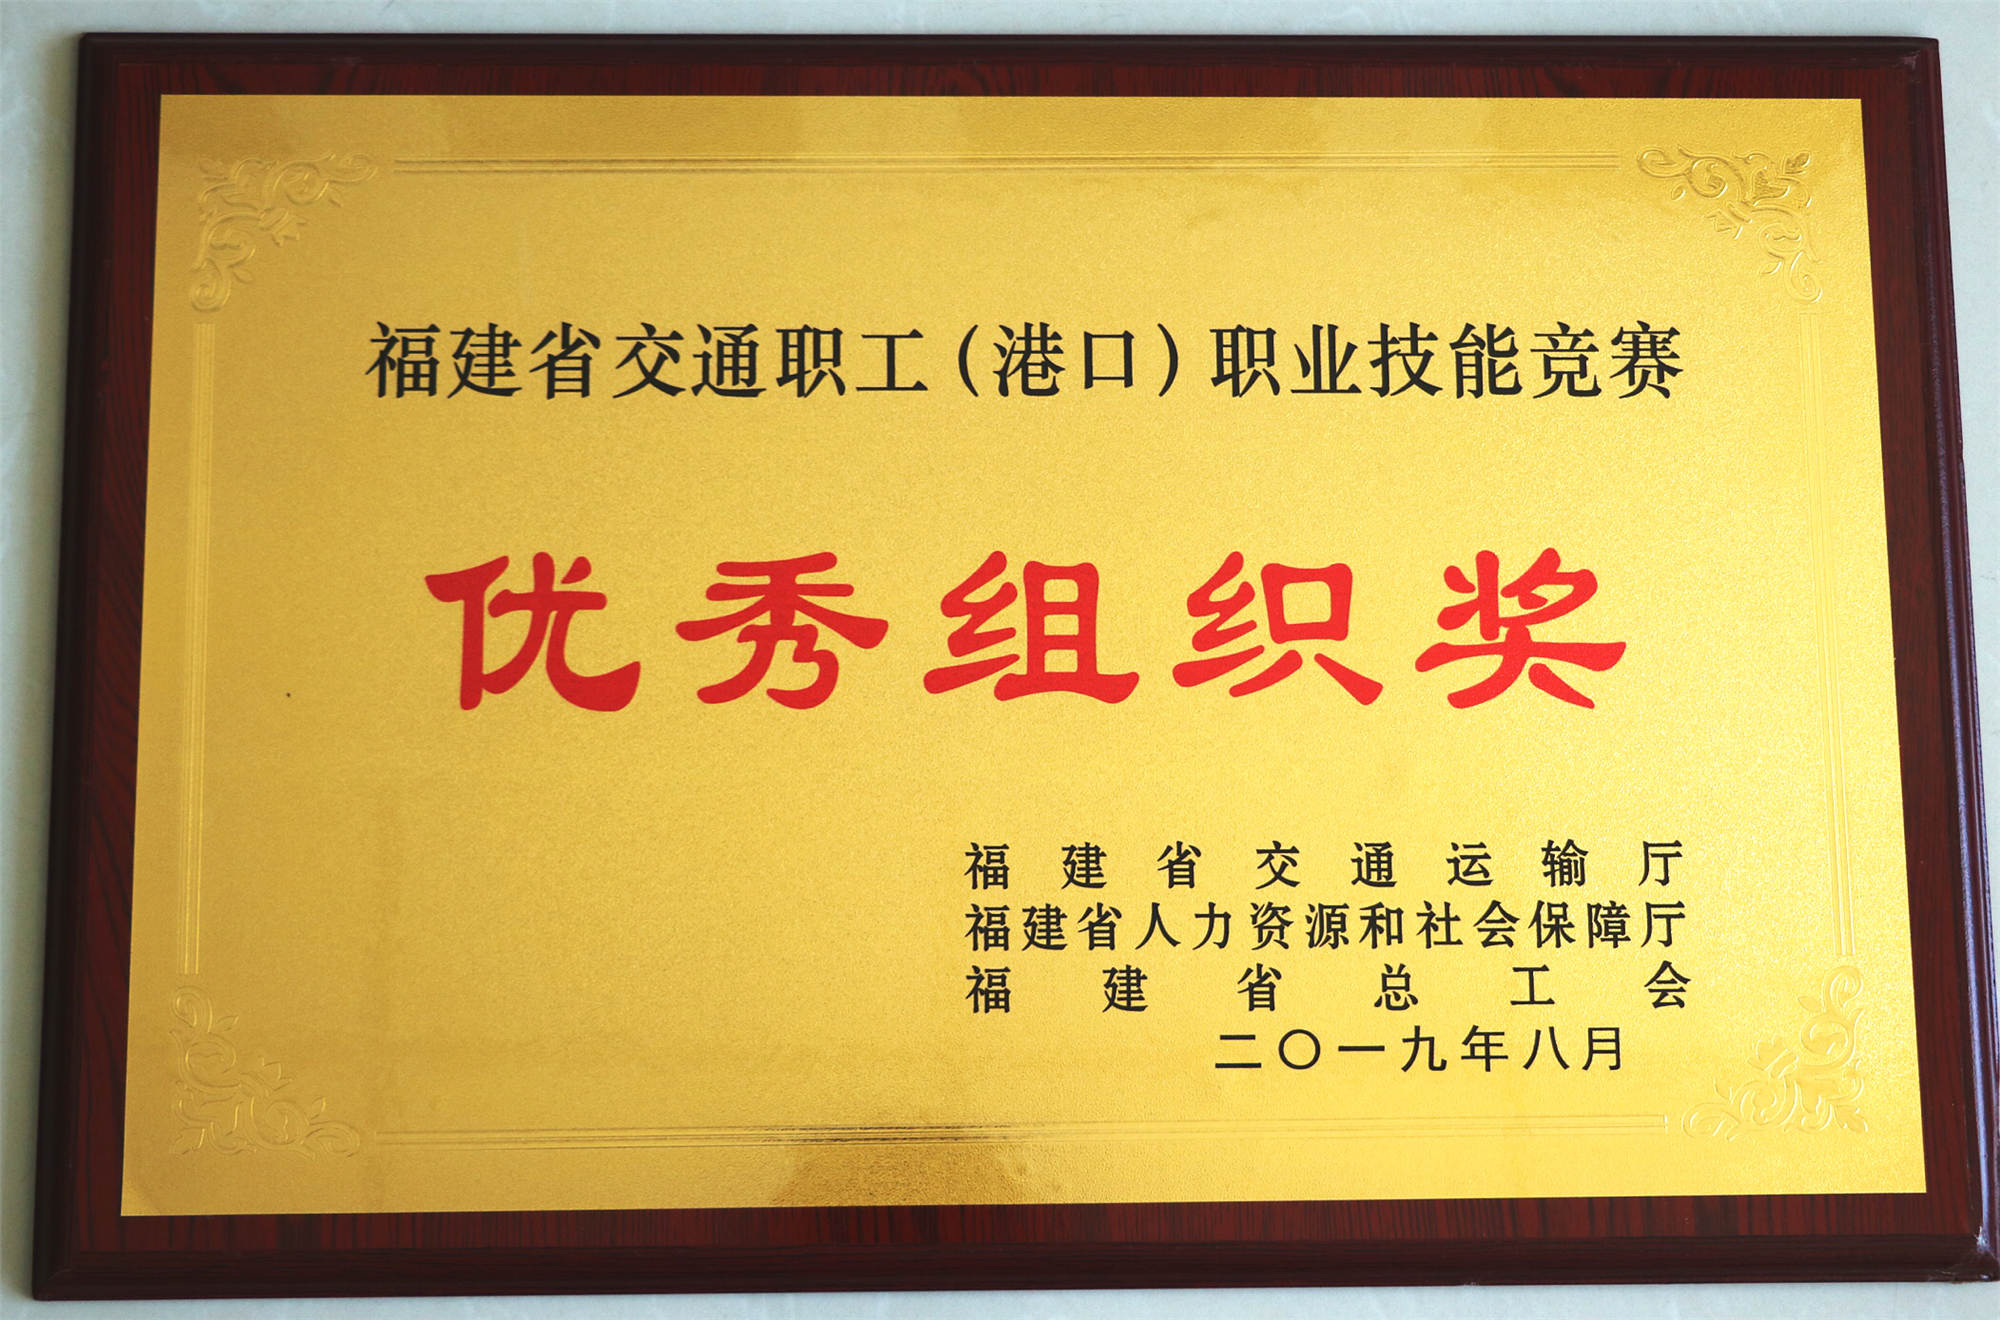 福建省交通职工（港口）职业技能竞赛
优秀组织奖
福建省交通运输厅
福建省人力资源和社会保障厅
福建省总工会
二〇一九年八月